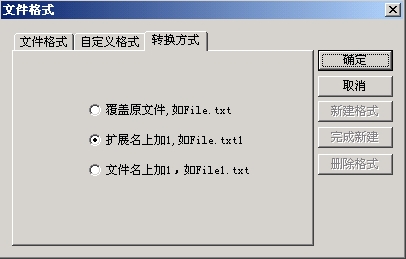 文件格式
文件格式 自定义格式 转换方式
确定
取消
新建格式
完成新建
删除格式
覆盖原文件,如File.txt
扩展名上加1,如File.txt1
文件名上加1，如File1.txt